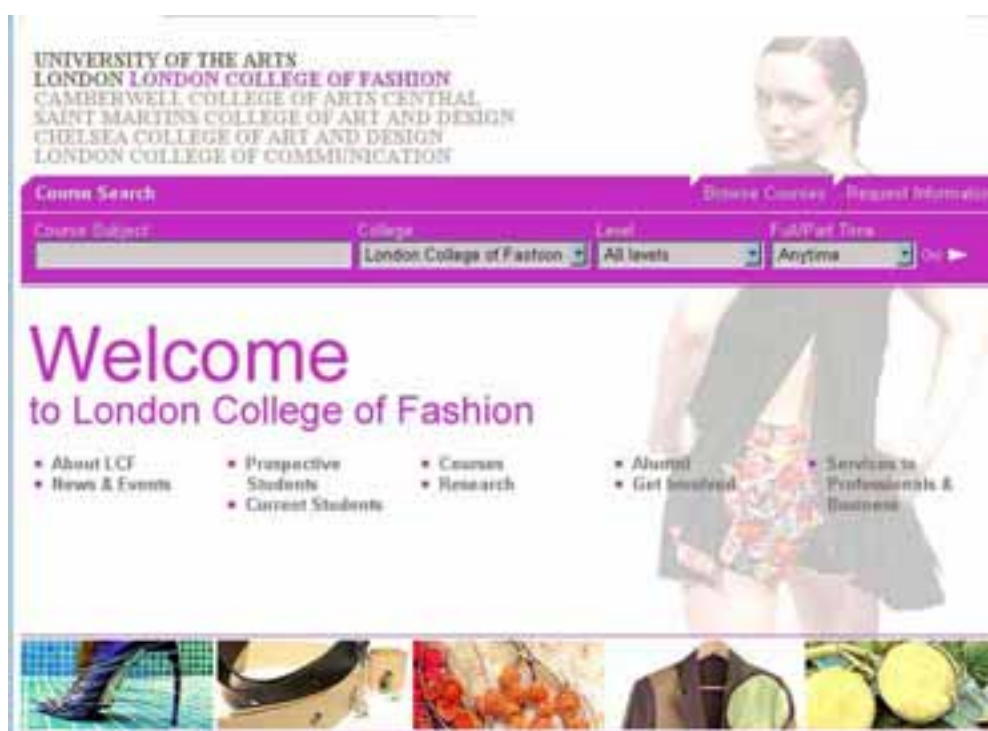 UNIVERSITY OF THE ARTS
LONDON LONDON COLLEGE OF FASHION
CAMBERWELL COLLEGE OF ARTS CENTRAL
SAINT MARTINS COLLEGE OF ART AND DESIGN
CHELSEA COLLEGE OF ART AND DESIGN
LONDON COLLEGE OF COMMUNICATION
Course Search Browse Courses Request Informatio
Course Subject College Level Full/Part Time
London College of Fashion All levels Anytime Go
Welcome
to London College of Fashion
About LCF
News & Events
Prospective
Students
Current Students
Courses
Research
Alumni
Get Involved
Services to
Professionals &
Business